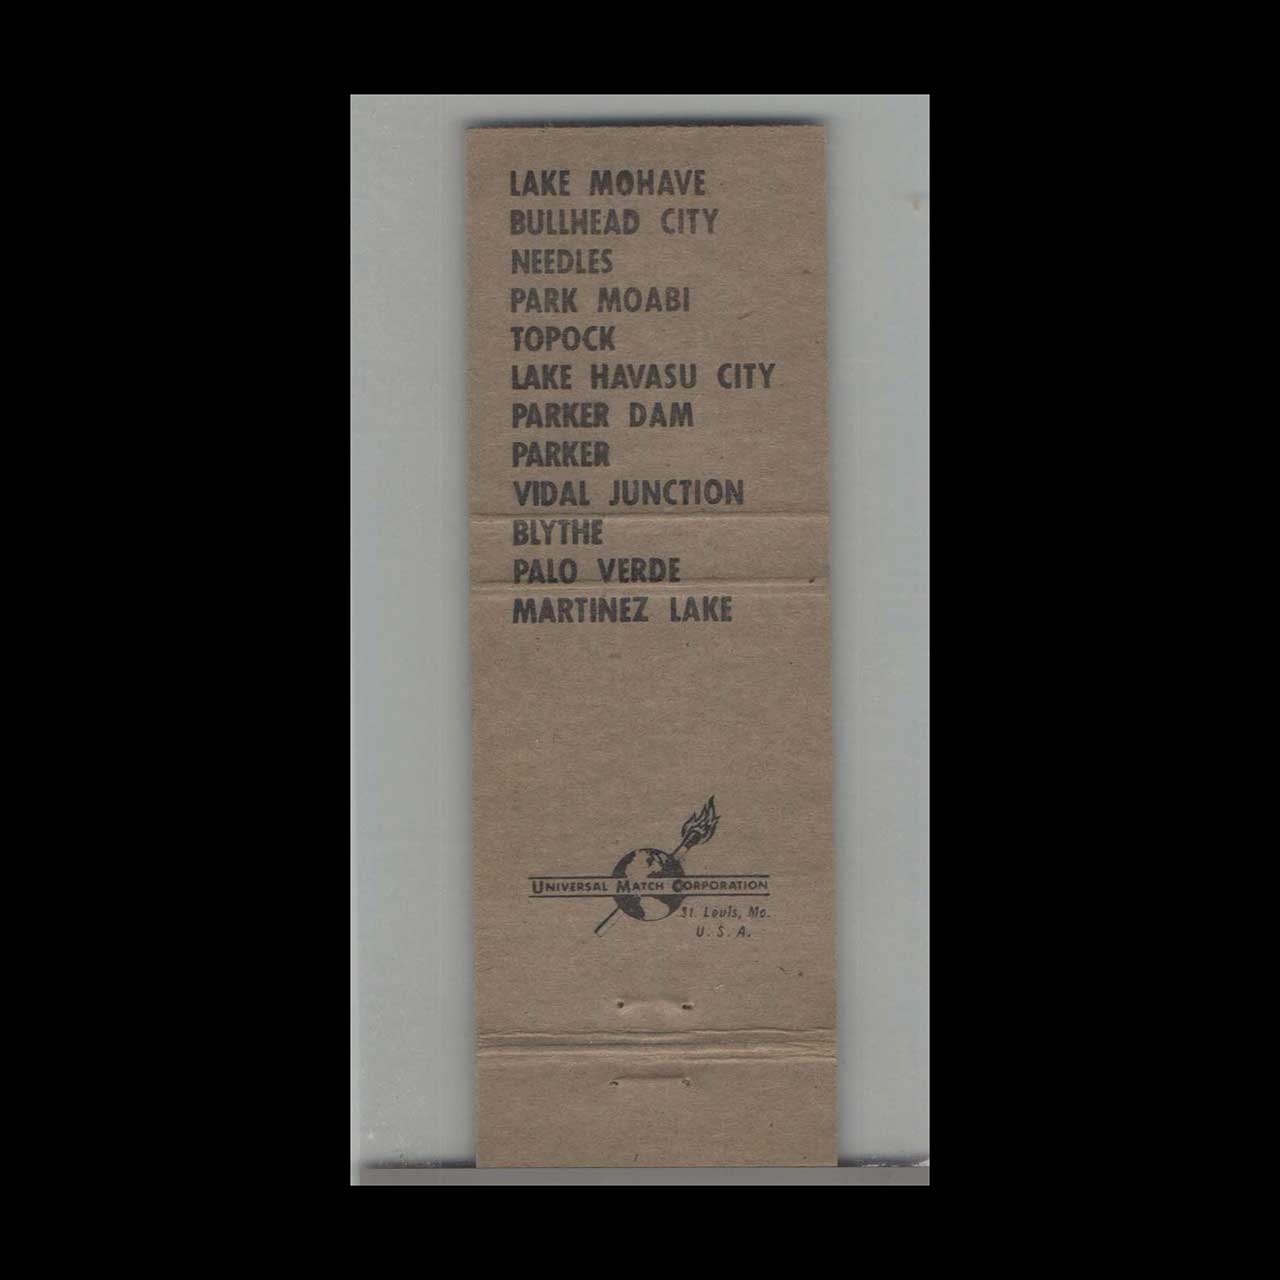 LAKE MOHAVE
BULLHEAD CITY
NEEDLES
PARK MOABI
TOPOCK
LAKE HAVASU CITY
PARKER DAM
PARKER
VIDAL JUNCTION
BLYTHE
PALO VERDE
MARTINEZ LAKE
UNIVERSAL MATCH CORPORATION
St. Louis, Mo.
U.S.A.